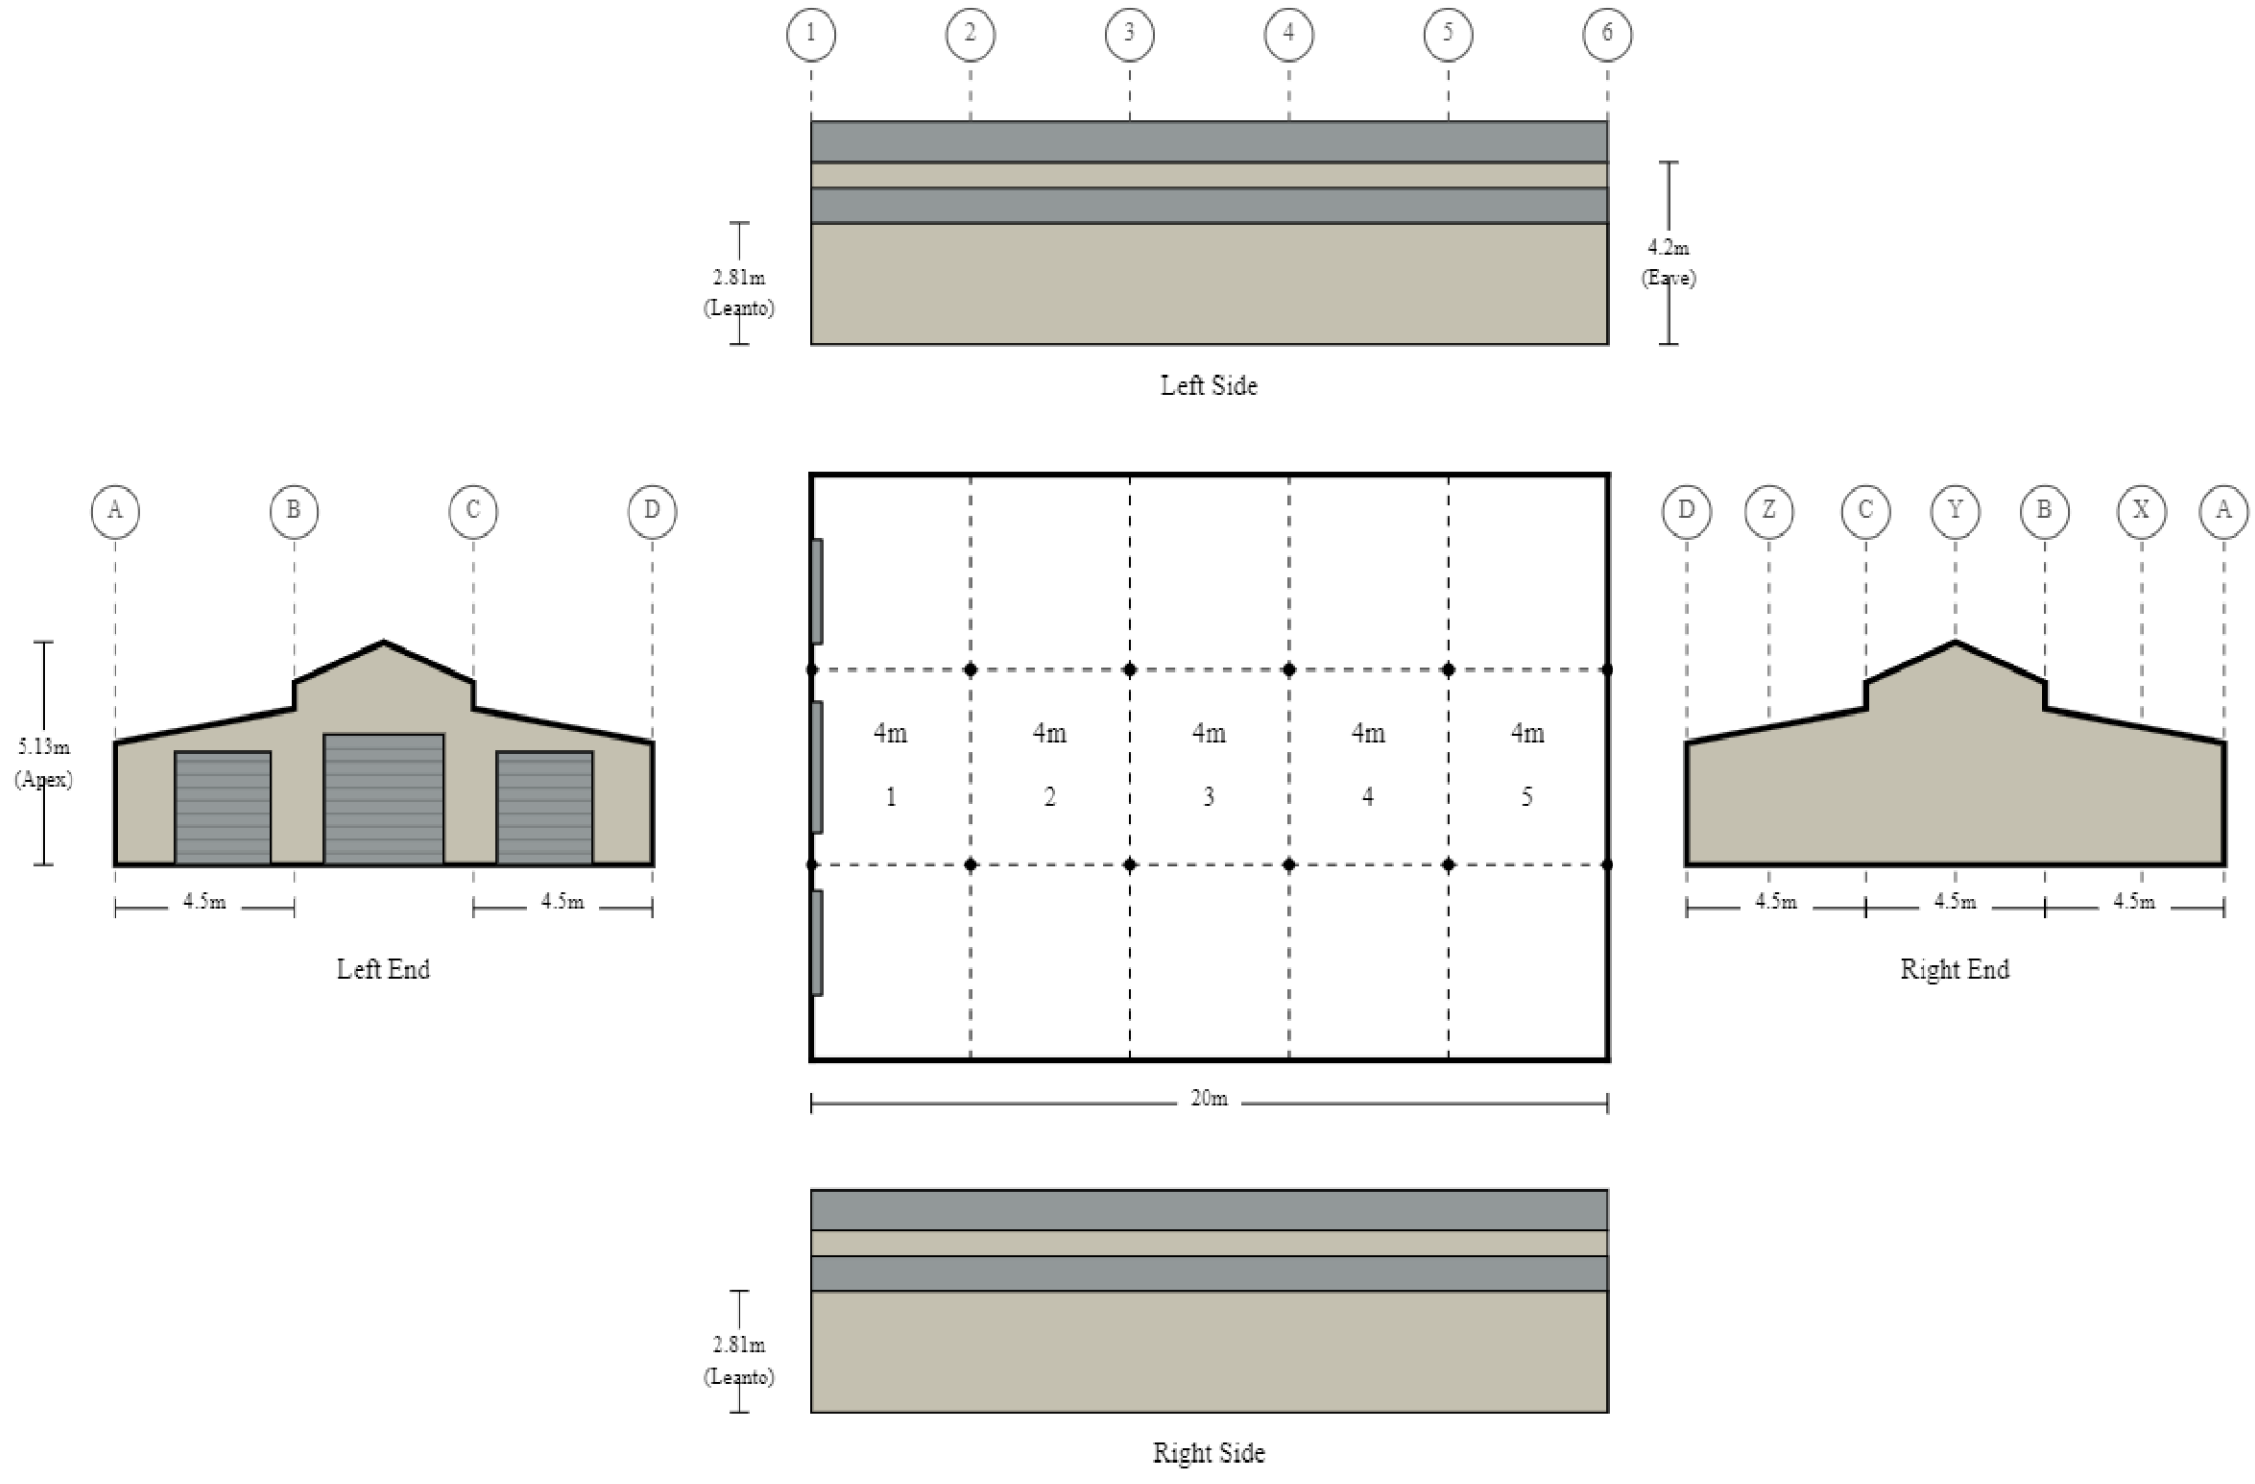 1 2 3 4 5 6
2.81m
(Leanto)
4.2m
(Eave)
Left Side
A B C D
5.13m
(Apex)
4.5m 4.5m
Left End
4m 4m 4m 4m 4m
1 2 3 4 5
20m
D Z C Y B X A
4.5m 4.5m 4.5m
Right End
2.81m
(Leanto)
Right Side